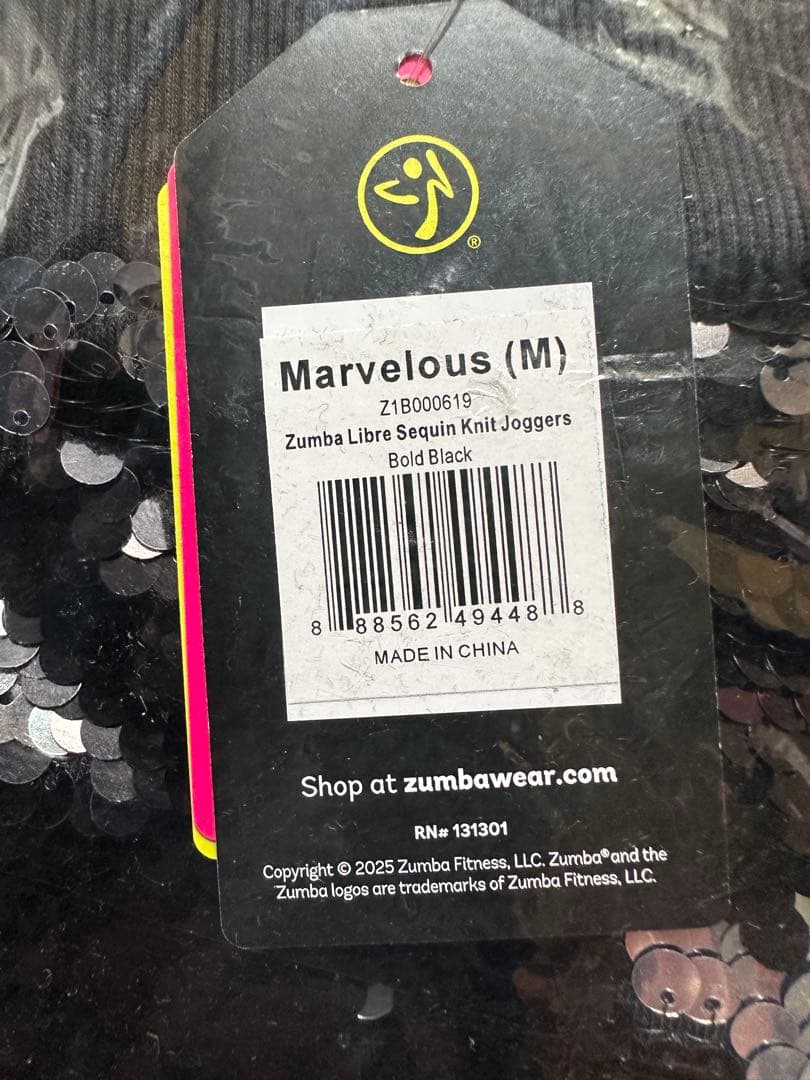 ®
Marvelous (M)
Z1B000619
Zumba Libre Sequin Knit Joggers
Bold Black
8 88562 49448 8
MADE IN CHINA
Shop at zumbawear.com
RN# 131301
Copyright © 2025 Zumba Fitness, LLC. Zumba® and the
Zumba logos are trademarks of Zumba Fitness, LLC.